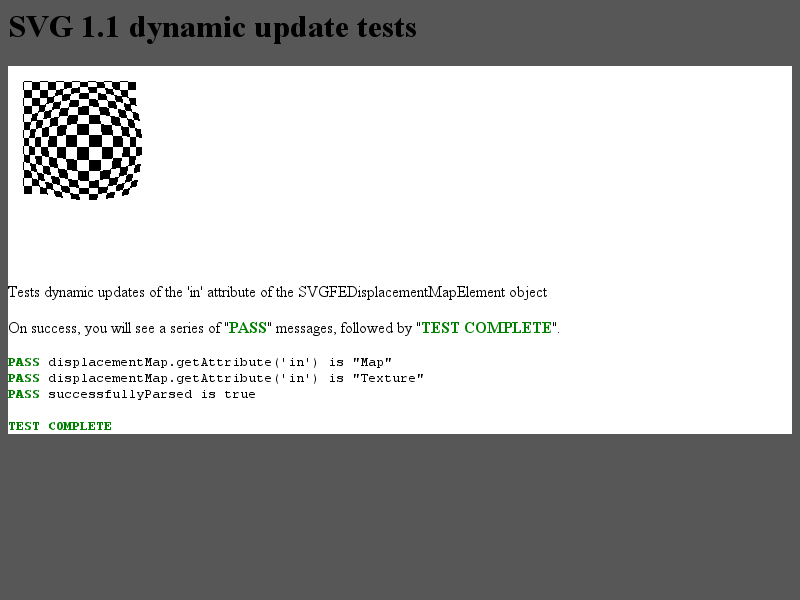 SVG 1.1 dynamic update tests
Tests dynamic updates of the 'in' attribute of the SVGFEDisplacementMapElement object
On success, you will see a series of "PASS" messages, followed by "TEST COMPLETE".
PASS displacementMap.getAttribute('in') is "Map"
PASS displacementMap.getAttribute('in') is "Texture"
PASS successfullyParsed is true
TEST COMPLETE